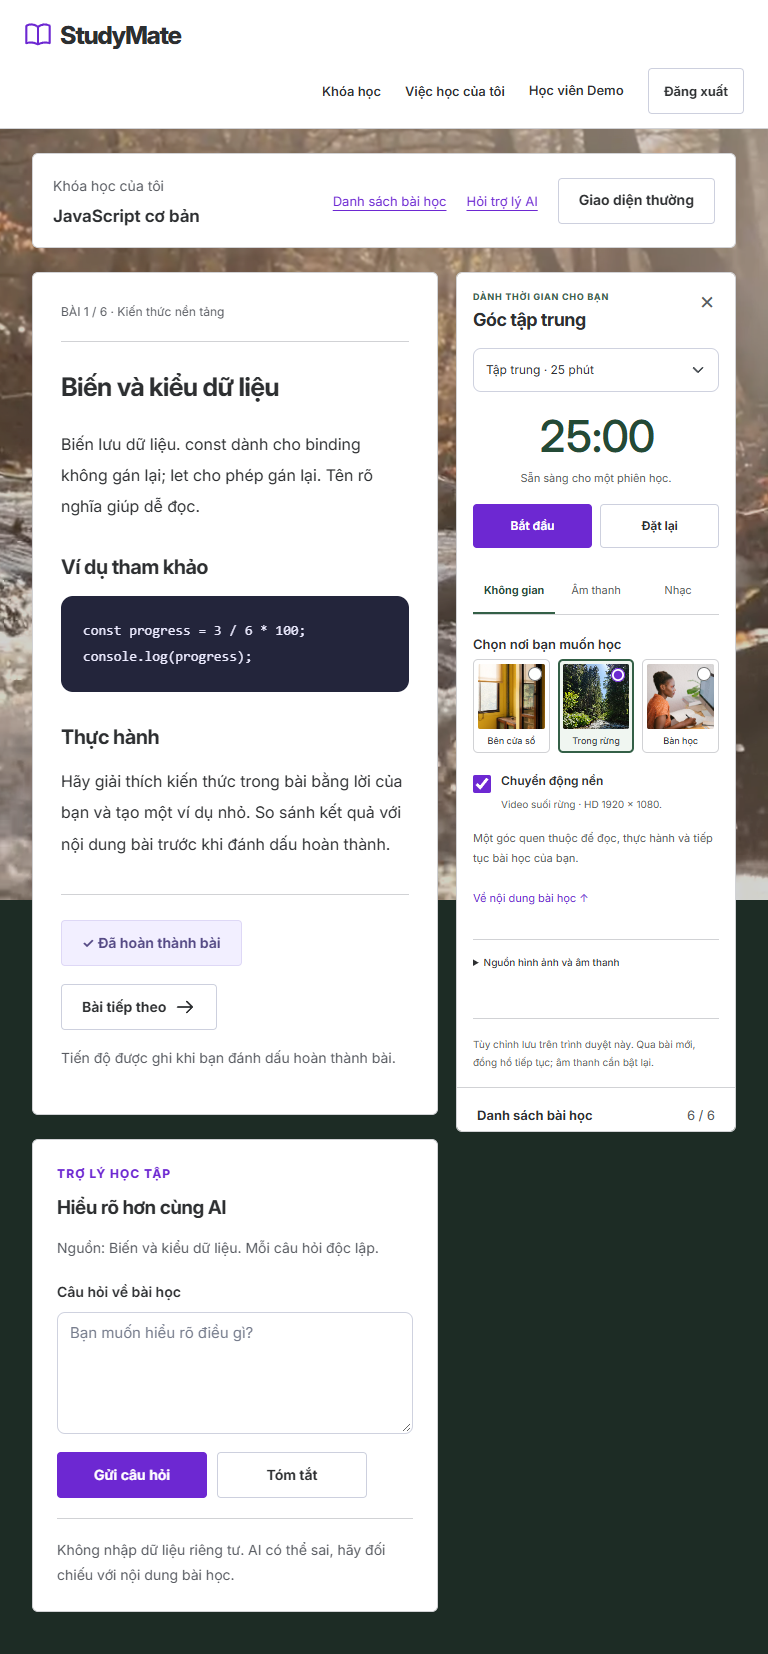 StudyMate
Khóa học
Việc học của tôi
Học viên Demo
Đăng xuất
Khóa học của tôi
JavaScript cơ bản
Danh sách bài học
Hỏi trợ lý AI
Giao diện thường
BÀI 1 / 6 · Kiến thức nền tảng
Biến và kiểu dữ liệu
Biến lưu dữ liệu. const dành cho binding
không gán lại; let cho phép gán lại. Tên rõ
nghĩa giúp dễ đọc.
Ví dụ tham khảo
const progress = 3 / 6 * 100;
console.log(progress);
Thực hành
Hãy giải thích kiến thức trong bài bằng lời của
bạn và tạo một ví dụ nhỏ. So sánh kết quả với
nội dung bài trước khi đánh dấu hoàn thành.
✓ Đã hoàn thành bài
Bài tiếp theo →
Tiến độ được ghi khi bạn đánh dấu hoàn thành bài.
DÀNH THỜI GIAN CHO BẠN
Góc tập trung
Tập trung · 25 phút
25:00
Sẵn sàng cho một phiên học.
Bắt đầu
Đặt lại
Không gian
Âm thanh
Nhạc
Chọn nơi bạn muốn học
Bên cửa sổ
Trong rừng
Bàn học
Chuyển động nền
Video suối rừng · HD 1920 × 1080.
Một góc quen thuộc để đọc, thực hành và tiếp
tục bài học của bạn.
Về nội dung bài học ↑
Nguồn hình ảnh và âm thanh
Tùy chỉnh lưu trên trình duyệt này. Qua bài mới,
đồng hồ tiếp tục; âm thanh cần bật lại.
Danh sách bài học
6 / 6
TRỢ LÝ HỌC TẬP
Hiểu rõ hơn cùng AI
Nguồn: Biến và kiểu dữ liệu. Mỗi câu hỏi độc lập.
Câu hỏi về bài học
Bạn muốn hiểu rõ điều gì?
Gửi câu hỏi
Tóm tắt
Không nhập dữ liệu riêng tư. AI có thể sai, hãy đối
chiếu với nội dung bài học.